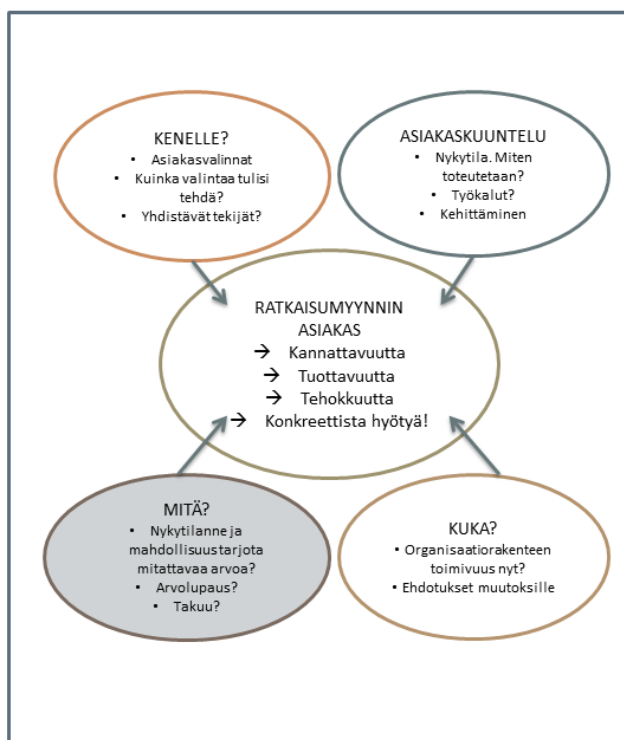 KENELLE?
• Asiakasvalinnat
• Kuinka valintaa tulisi
tehdä?
• Yhdistävät tekijät?
ASIAKASKUUNTELU
• Nykytila. Miten
toteutetaan?
• Työkalut?
• Kehittäminen
RATKAISUMYYNNIN
ASIAKAS
→ Kannattavuutta
→ Tuottavuutta
→ Tehokkuutta
→ Konkreettista hyötyä!
MITÄ?
• Nykytilanne ja
mahdollisuus tarjota
mitattavaa arvoa?
• Arvolupaus?
• Takuu?
KUKA?
• Organisaatiorakenteen
toimivuus nyt?
• Ehdotukset muutoksille